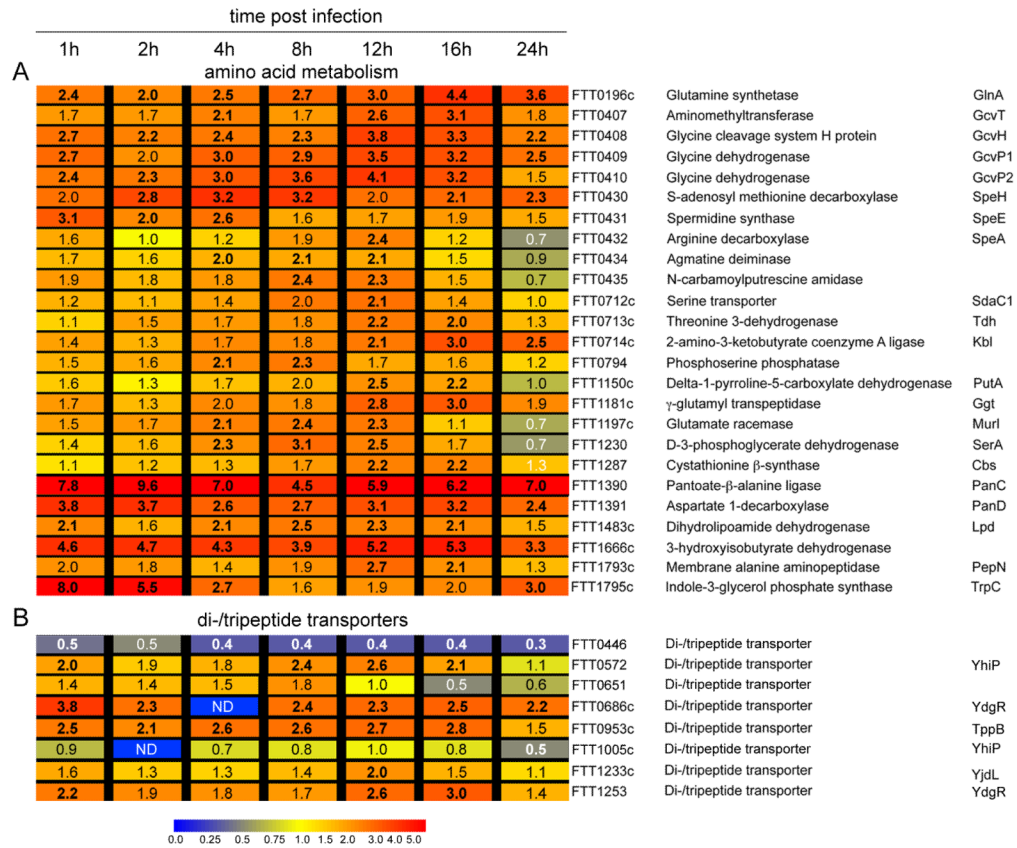 time post infection
1h 2h 4h 8h 12h 16h 24h
A amino acid metabolism
2.4 2.0 2.5 2.7 3.0 4.4 3.6 FTT0196c Glutamine synthetase GlnA
1.7 1.7 2.1 1.7 2.6 3.1 1.8 FTT0407 Aminomethyltransferase GcvT
2.7 2.2 2.4 2.3 3.8 3.3 2.2 FTT0408 Glycine cleavage system H protein GcvH
2.7 2.0 3.0 2.9 3.5 3.2 2.5 FTT0409 Glycine dehydrogenase GcvP1
2.4 2.3 3.0 3.6 4.1 3.2 1.5 FTT0410 Glycine dehydrogenase GcvP2
2.0 2.8 3.2 3.2 2.0 2.1 2.3 FTT0430 S-adenosyl methionine decarboxylase SpeH
3.1 2.0 2.6 1.6 1.7 1.9 1.5 FTT0431 Spermidine synthase SpeE
1.6 1.0 1.2 1.9 2.4 1.2 0.7 FTT0432 Arginine decarboxylase SpeA
1.7 1.6 2.0 2.1 2.1 1.5 0.9 FTT0434 Agmatine deiminase
1.9 1.8 1.8 2.4 2.3 1.5 0.7 FTT0435 N-carbamoylputrescine amidase
1.2 1.1 1.4 2.0 2.1 1.4 1.0 FTT0712c Serine transporter SdaC1
1.1 1.5 1.7 1.8 2.2 2.0 1.3 FTT0713c Threonine 3-dehydrogenase Tdh
1.4 1.3 1.7 1.8 2.1 3.0 2.5 FTT0714c 2-amino-3-ketobutyrate coenzyme A ligase Kbl
1.5 1.6 2.1 2.3 1.7 1.6 1.2 FTT0794 Phosphoserine phosphatase
1.6 1.3 1.7 2.0 2.5 2.2 1.0 FTT1150c Delta-1-pyrroline-5-carboxylate dehydrogenase PutA
1.7 1.3 2.0 1.8 2.8 3.0 1.9 FTT1181c γ-glutamyl transpeptidase Ggt
1.5 1.7 2.1 2.4 2.3 1.1 0.7 FTT1197c Glutamate racemase MurI
1.4 1.6 2.3 3.1 2.5 1.7 0.7 FTT1230 D-3-phosphoglycerate dehydrogenase SerA
1.1 1.2 1.3 1.7 2.2 2.2 1.3 FTT1287 Cystathionine β-synthase Cbs
7.8 9.6 7.0 4.5 5.9 6.2 7.0 FTT1390 Pantoate-β-alanine ligase PanC
3.8 3.7 2.6 2.7 3.1 3.2 2.4 FTT1391 Aspartate 1-decarboxylase PanD
2.1 1.6 2.1 2.5 2.3 2.1 1.5 FTT1483c Dihydrolipoamide dehydrogenase Lpd
4.6 4.7 4.3 3.9 5.2 5.3 3.3 FTT1666c 3-hydroxyisobutyrate dehydrogenase
2.0 1.8 1.4 1.9 2.7 2.1 1.3 FTT1793c Membrane alanine aminopeptidase PepN
8.0 5.5 2.7 1.6 1.9 2.0 3.0 FTT1795c Indole-3-glycerol phosphate synthase TrpC
B di-/tripeptide transporters
0.5 0.5 0.4 0.4 0.4 0.4 0.3 FTT0446 Di-/tripeptide transporter
2.0 1.9 1.8 2.4 2.6 2.1 1.1 FTT0572 Di-/tripeptide transporter YhiP
1.4 1.4 1.5 1.8 1.0 0.5 0.6 FTT0651 Di-/tripeptide transporter
3.8 2.3 ND 2.4 2.3 2.5 2.2 FTT0686c Di-/tripeptide transporter YdgR
2.5 2.1 2.6 2.6 2.7 2.8 1.5 FTT0953c Di-/tripeptide transporter TppB
0.9 ND 0.7 0.8 1.0 0.8 0.5 FTT1005c Di-/tripeptide transporter YhiP
1.6 1.3 1.3 1.4 2.0 1.5 1.1 FTT1233c Di-/tripeptide transporter YjdL
2.2 1.9 1.8 1.7 2.6 3.0 1.4 FTT1253 Di-/tripeptide transporter YdgR
0.0 0.25 0.5 0.75 1.0 1.5 2.0 3.0 4.0 5.0